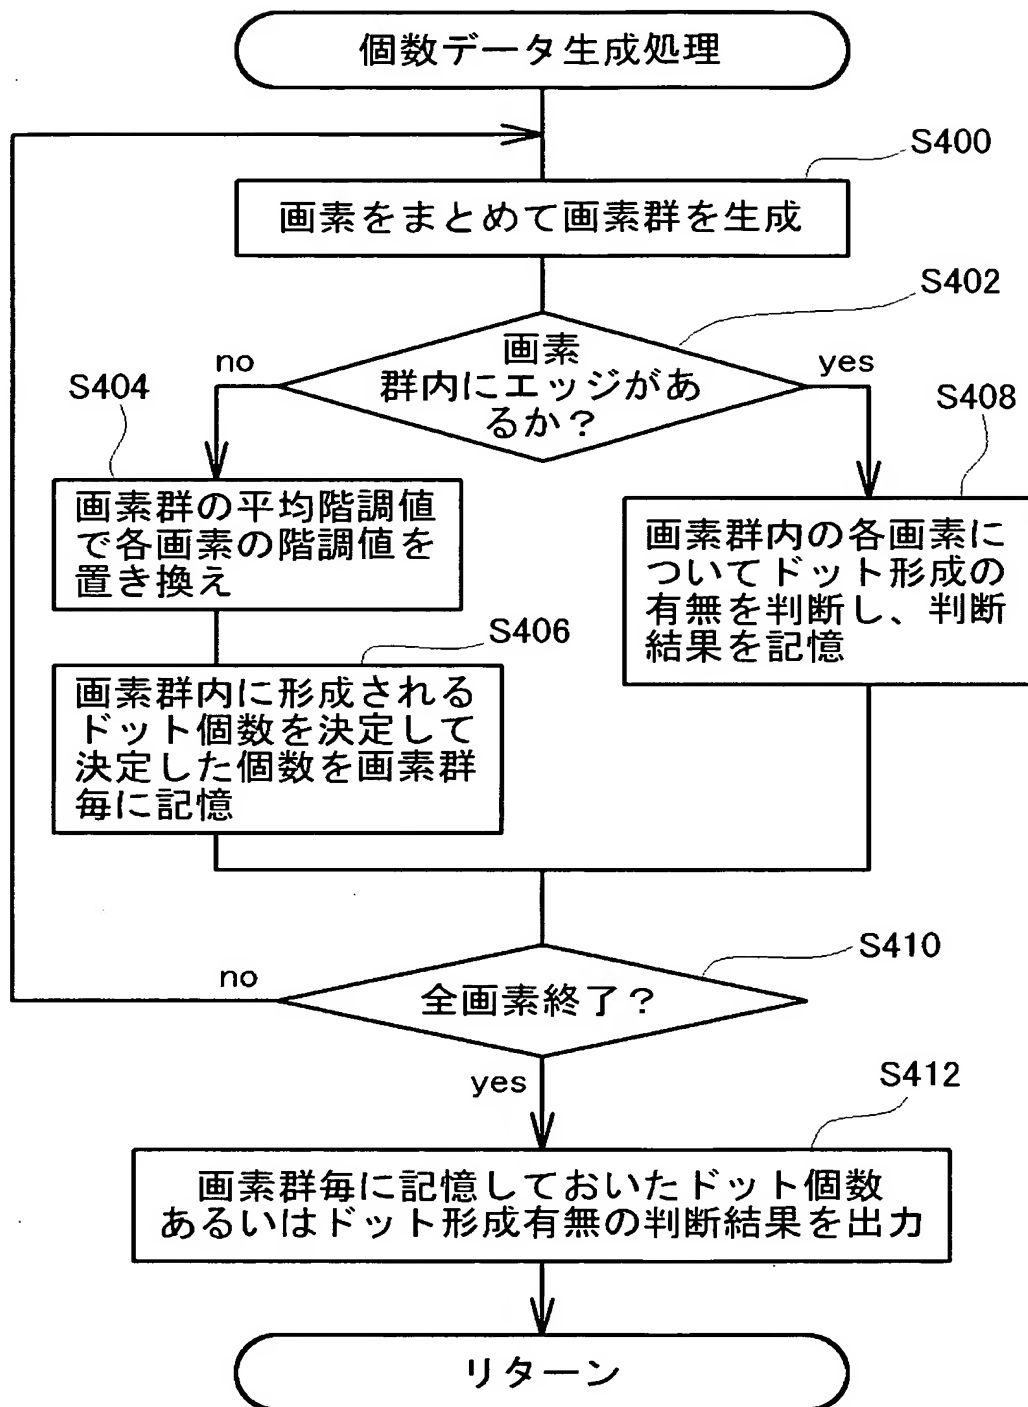 個数データ生成処理
S400
画素をまとめて画素群を生成
S402
画素
群内にエッジがあ
るか？
no
yes
S404
画素群の平均階調値
で各画素の階調値を
置き換え
S408
画素群内の各画素に
ついてドット形成の
有無を判断し、判断
結果を記憶
S406
画素群内に形成される
ドット個数を決定して
決定した個数を画素群
毎に記憶
S410
全画素終了？
no
yes
S412
画素群毎に記憶しておいたドット個数
あるいはドット形成有無の判断結果を出力
リターン